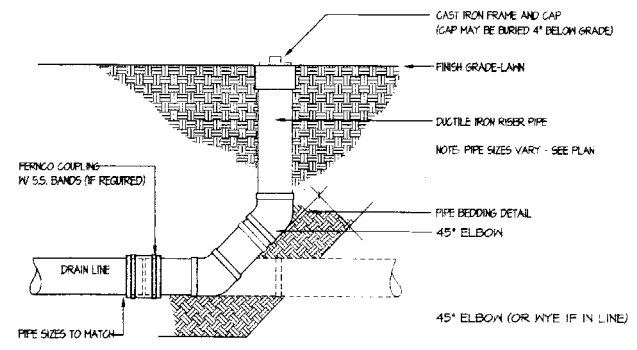 CAST IRON FRAME AND CAP
(CAP MAY BE BURIED 4" BELOW GRADE)
FINISH GRADE-LAWN
DUCTILE IRON RISER PIPE
NOTE: PIPE SIZES VARY - SEE PLAN
FERNCO COUPLING
W/ S.S. BANDS (IF REQUIRED)
PIPE BEDDING DETAIL
45° ELBOW
DRAIN LINE
45° ELBOW (OR WYE IF IN LINE)
PIPE SIZES TO MATCH